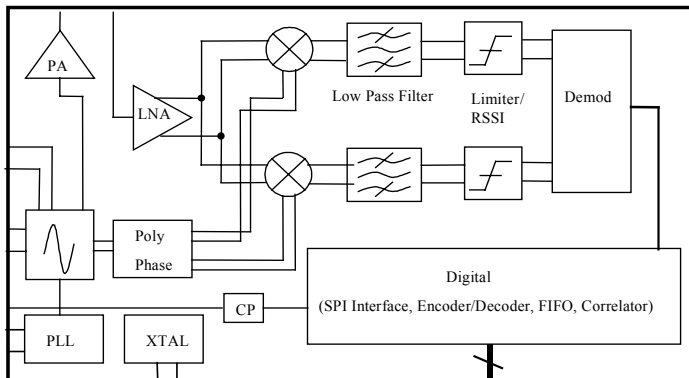 PA
LNA
Low Pass Filter
Limiter/
RSSI
Demod
Poly
Phase
Digital
(SPI Interface, Encoder/Decoder, FIFO, Correlator)
CP
PLL
XTAL